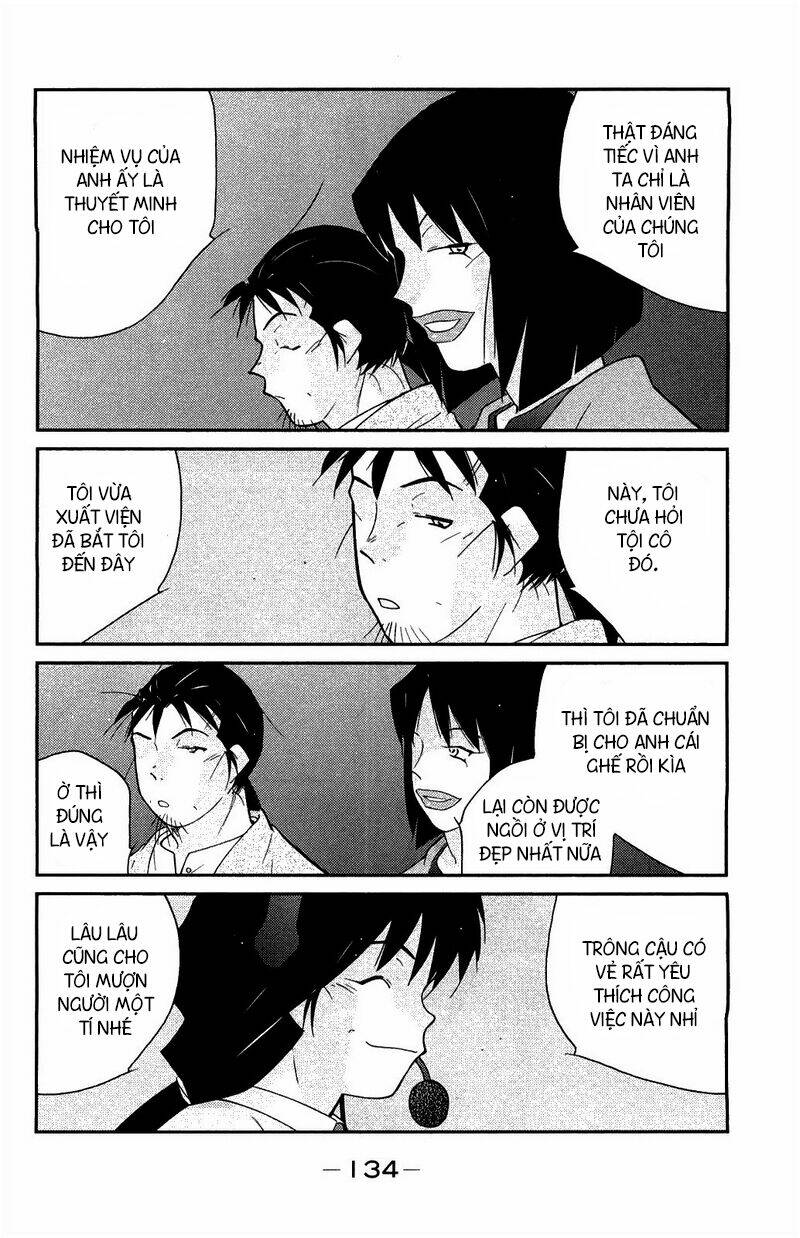 THẬT ĐÁNG
TIẾC VÌ ANH
TA CHỈ LÀ
NHÂN VIÊN
CỦA CHÚNG
TÔI
NHIỆM VỤ CỦA
ANH ẤY LÀ
THUYẾT MINH
CHO TÔI
NÀY, TÔI
CHƯA HỎI
TỘI CÔ
ĐÓ.
TÔI VỪA
XUẤT VIỆN
ĐÃ BẮT TÔI
ĐẾN ĐÂY
THÌ TÔI ĐÃ CHUẨN
BỊ CHO ANH CÁI
GHẾ RỒI KÌA
LẠI CÒN ĐƯỢC
NGỒI Ở VỊ TRÍ
ĐẸP NHẤT NỮA
Ờ THÌ
ĐÚNG
LÀ VẬY
TRÔNG CẬU CÓ
VẺ RẤT YÊU
THÍCH CÔNG
VIỆC NÀY NHỈ
LÂU LÂU
CŨNG CHO
TÔI MƯỢN
NGƯỜI MỘT
TÍ NHÉ
— 134 —